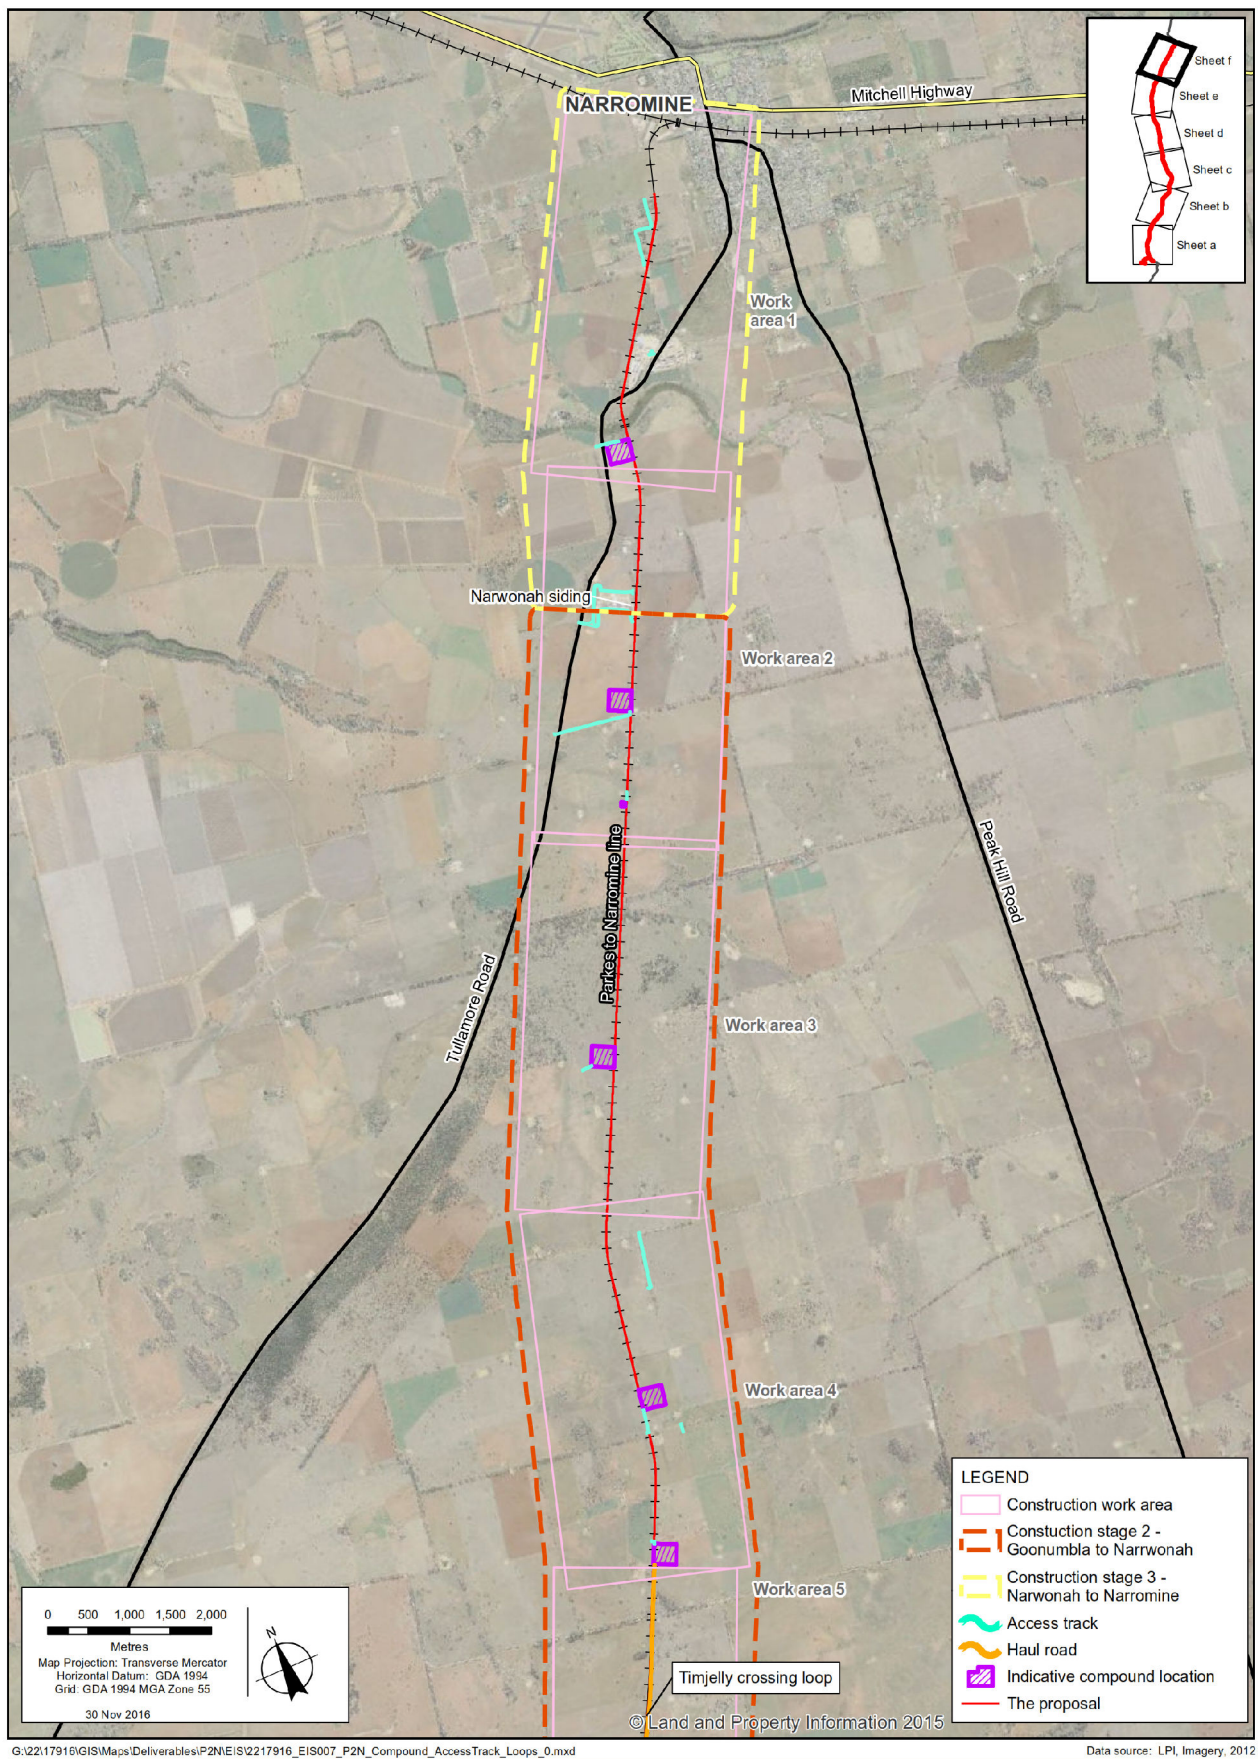 NARROMINE
Mitchell Highway
Sheet f
Sheet e
Sheet d
Sheet c
Sheet b
Sheet a
Work
area 1
Narwonah siding
Work area 2
Parkes to Narromine line
Peak Hill Road
Tullamore Road
Work area 3
Work area 4
Work area 5
Timjelly crossing loop
© Land and Property Information 2015
LEGEND
Construction work area
Constuction stage 2 -
Goonumbla to Narrwonah
Construction stage 3 -
Narwonah to Narromine
Access track
Haul road
Indicative compound location
The proposal
0 500 1,000 1,500 2,000
Metres
Map Projection: Transverse Mercator
Horizontal Datum: GDA 1994
Grid: GDA 1994 MGA Zone 55
30 Nov 2016
N
G:\22\17916\GIS\Maps\Deliverables\P2N\EIS\2217916_EIS007_P2N_Compound_AccessTrack_Loops_0.mxd
Data source: LPI, Imagery, 2012